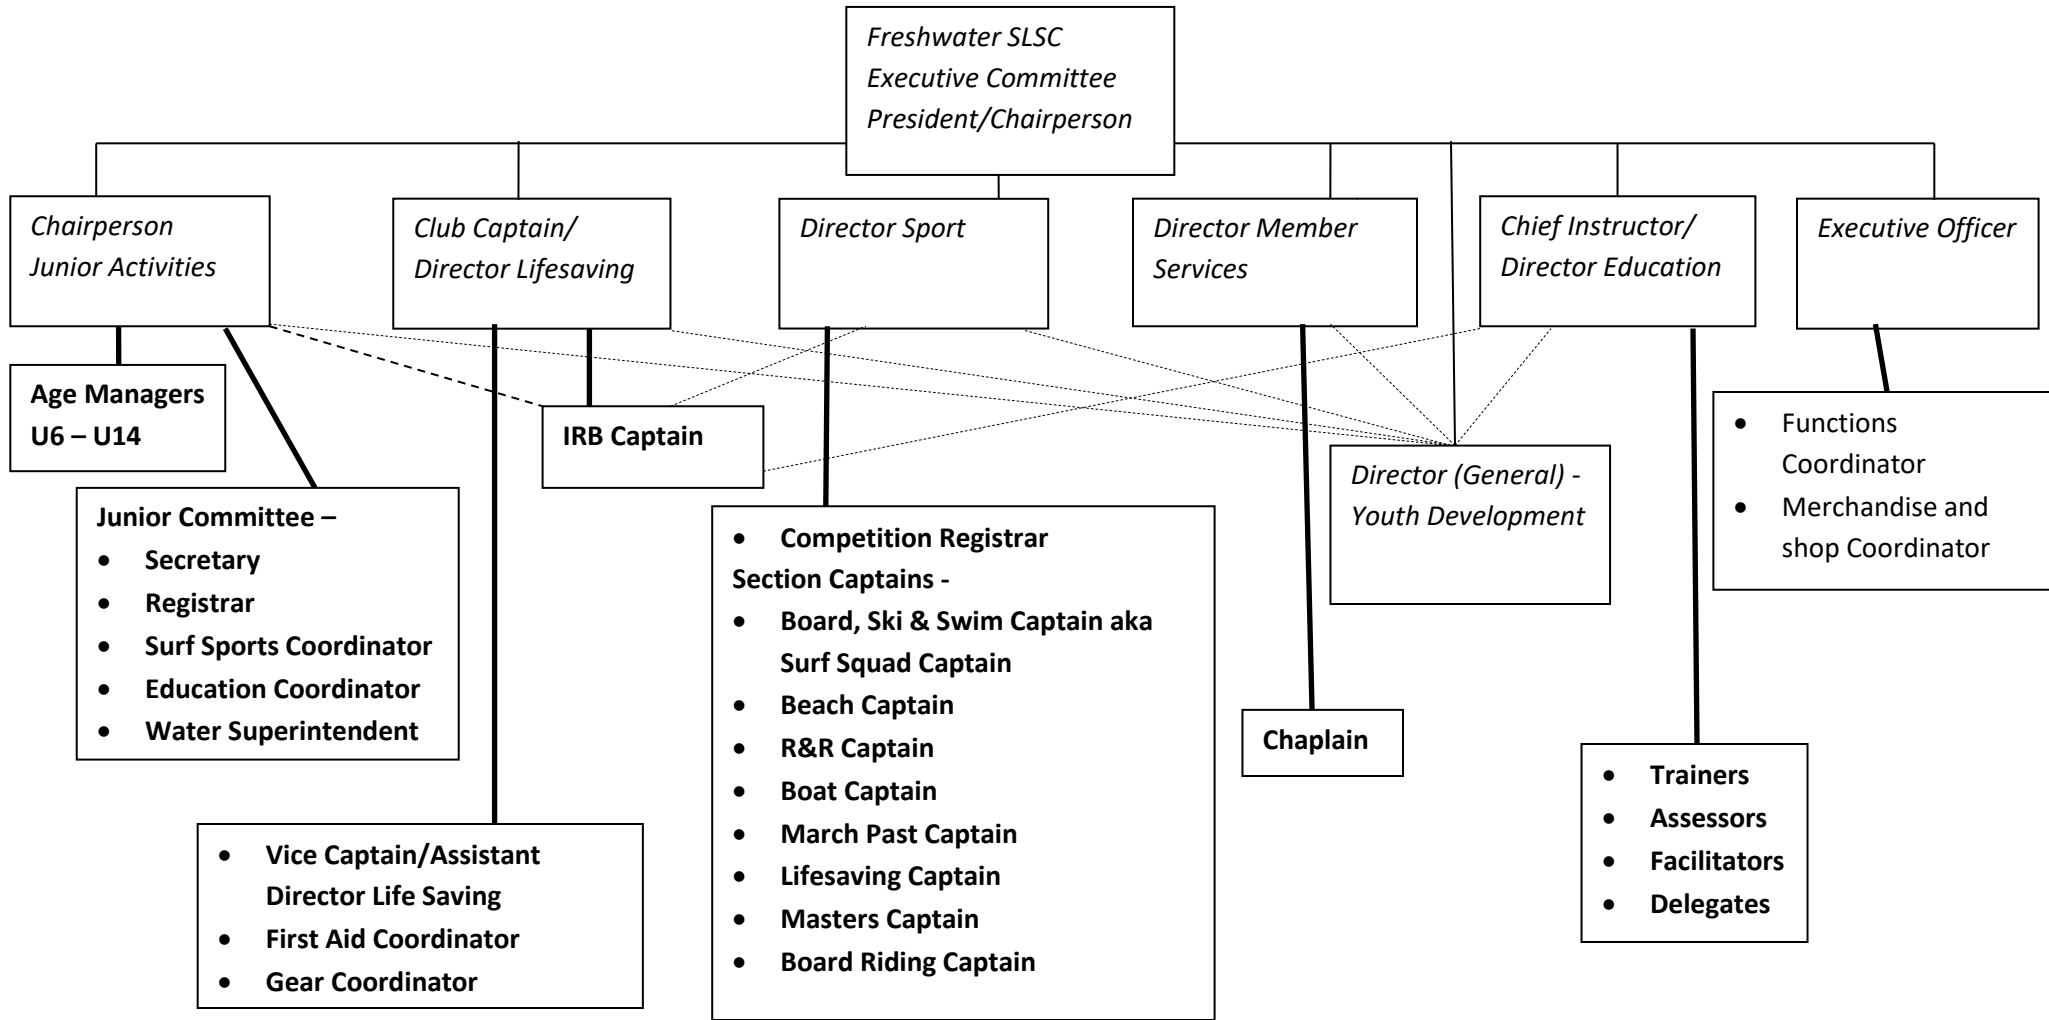 Freshwater SLSC
Executive Committee
President/Chairperson
Chairperson
Junior Activities
Club Captain/
Director Lifesaving
Director Sport
Director Member
Services
Chief Instructor/
Director Education
Executive Officer
Age Managers
U6 – U14
IRB Captain
Director (General) -
Youth Development
• Functions
Coordinator
• Merchandise and
shop Coordinator
Junior Committee –
• Secretary
• Registrar
• Surf Sports Coordinator
• Education Coordinator
• Water Superintendent
• Competition Registrar
Section Captains -
• Board, Ski & Swim Captain aka
Surf Squad Captain
• Beach Captain
• R&R Captain
• Boat Captain
• March Past Captain
• Lifesaving Captain
• Masters Captain
• Board Riding Captain
Chaplain
• Trainers
• Assessors
• Facilitators
• Delegates
• Vice Captain/Assistant
Director Life Saving
• First Aid Coordinator
• Gear Coordinator